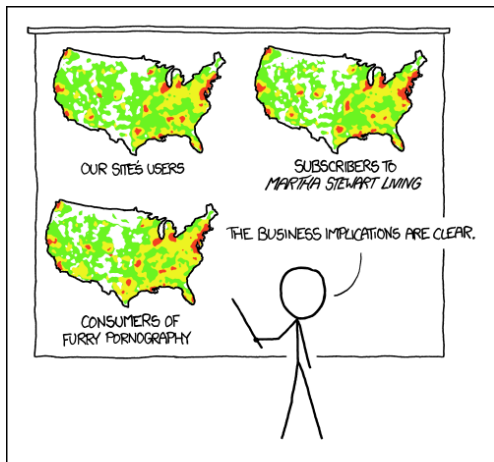 OUR SITE'S USERS
SUBSCRIBERS TO
MARTHA STEWART LIVING
CONSUMERS OF
FURRY PORNOGRAPHY
THE BUSINESS IMPLICATIONS ARE CLEAR.